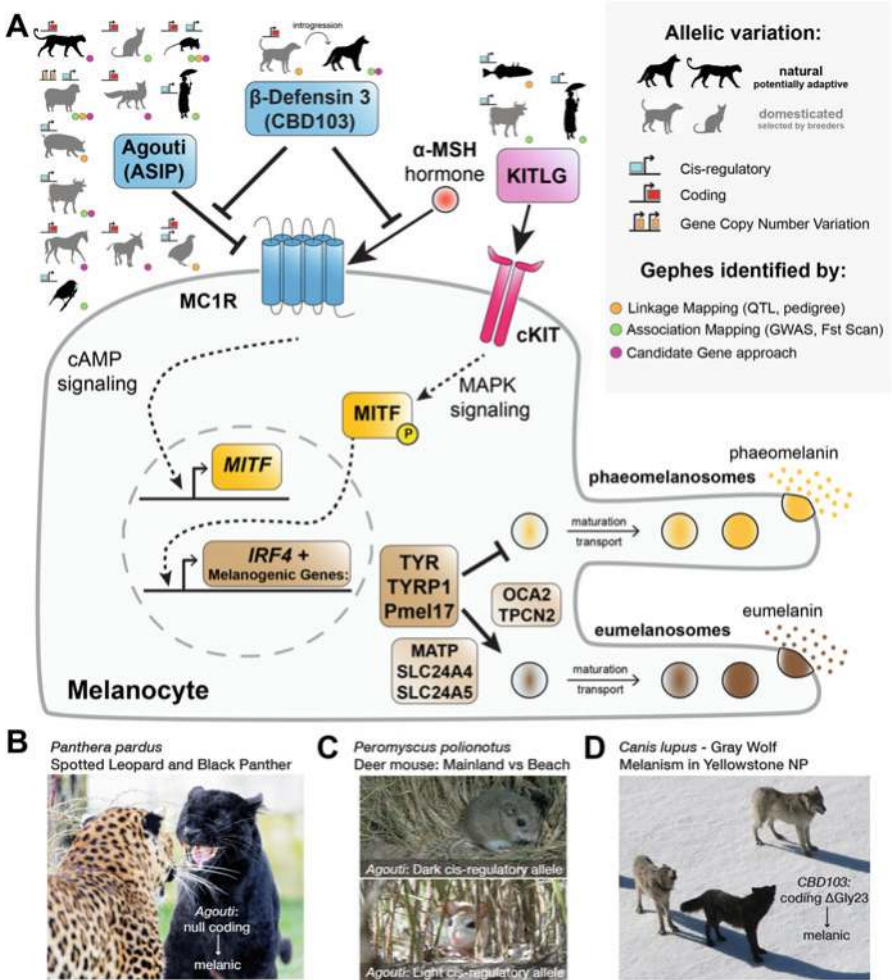 A
introgression
β-Defensin 3
(CBD103)
Agouti
(ASIP)
α-MSH
hormone
KITLG
MC1R
cKIT
cAMP
signaling
MAPK
signaling
MITF
P
MITF
IRF4 +
Melanogenic Genes:
TYR
TYRP1
Pmel17
OCA2
TPCN2
MATP
SLC24A4
SLC24A5
phaeomelanin
phaeomelanosomes
maturation
transport
eumelanin
eumelanosomes
maturation
transport
Melanocyte
Allelic variation:
natural
potentially adaptive
domesticated
selected by breeders
Cis-regulatory
Coding
Gene Copy Number Variation
Gephes identified by:
Linkage Mapping (QTL, pedigree)
Association Mapping (GWAS, Fst Scan)
Candidate Gene approach
B
Panthera pardus
Spotted Leopard and Black Panther
Agouti:
null coding
melanic
C
Peromyscus polionotus
Deer mouse: Mainland vs Beach
Agouti: Dark cis-regulatory allele
Agouti: Light cis-regulatory allele
D
Canis lupus - Gray Wolf
Melanism in Yellowstone NP
CBD103:
coding ΔGly23
melanic